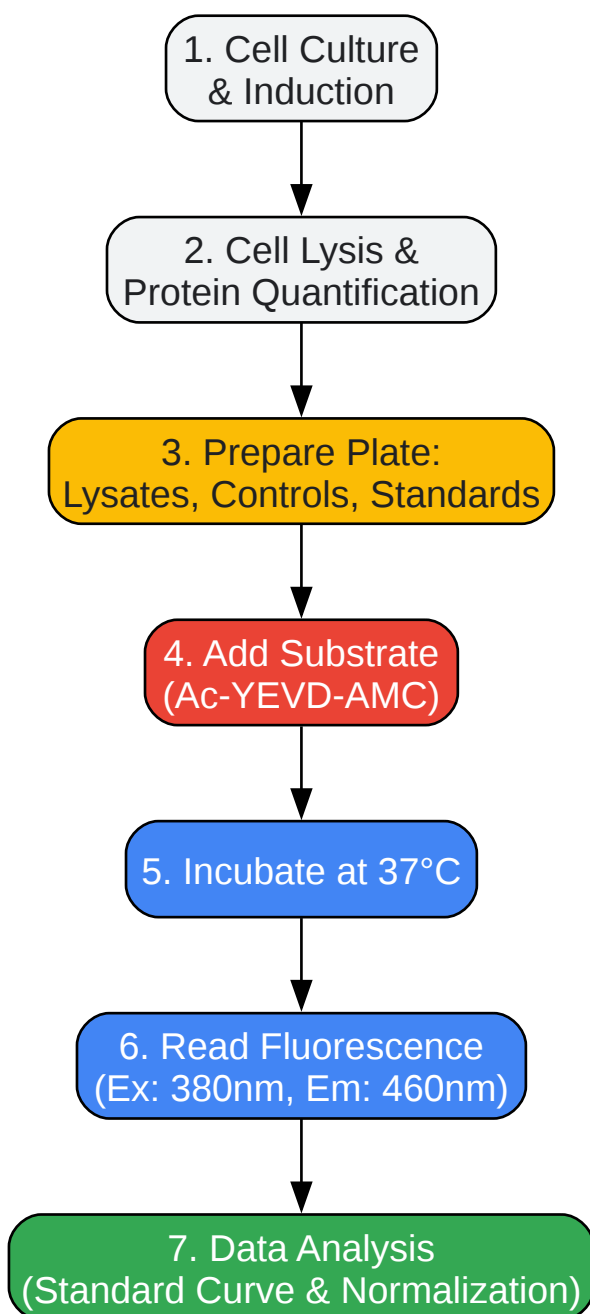 1. Cell Culture
& Induction
2. Cell Lysis &
Protein Quantification
3. Prepare Plate:
Lysates, Controls, Standards
4. Add Substrate
(Ac-YEVD-AMC)
5. Incubate at 37°C
6. Read Fluorescence
(Ex: 380nm, Em: 460nm)
7. Data Analysis
(Standard Curve & Normalization)